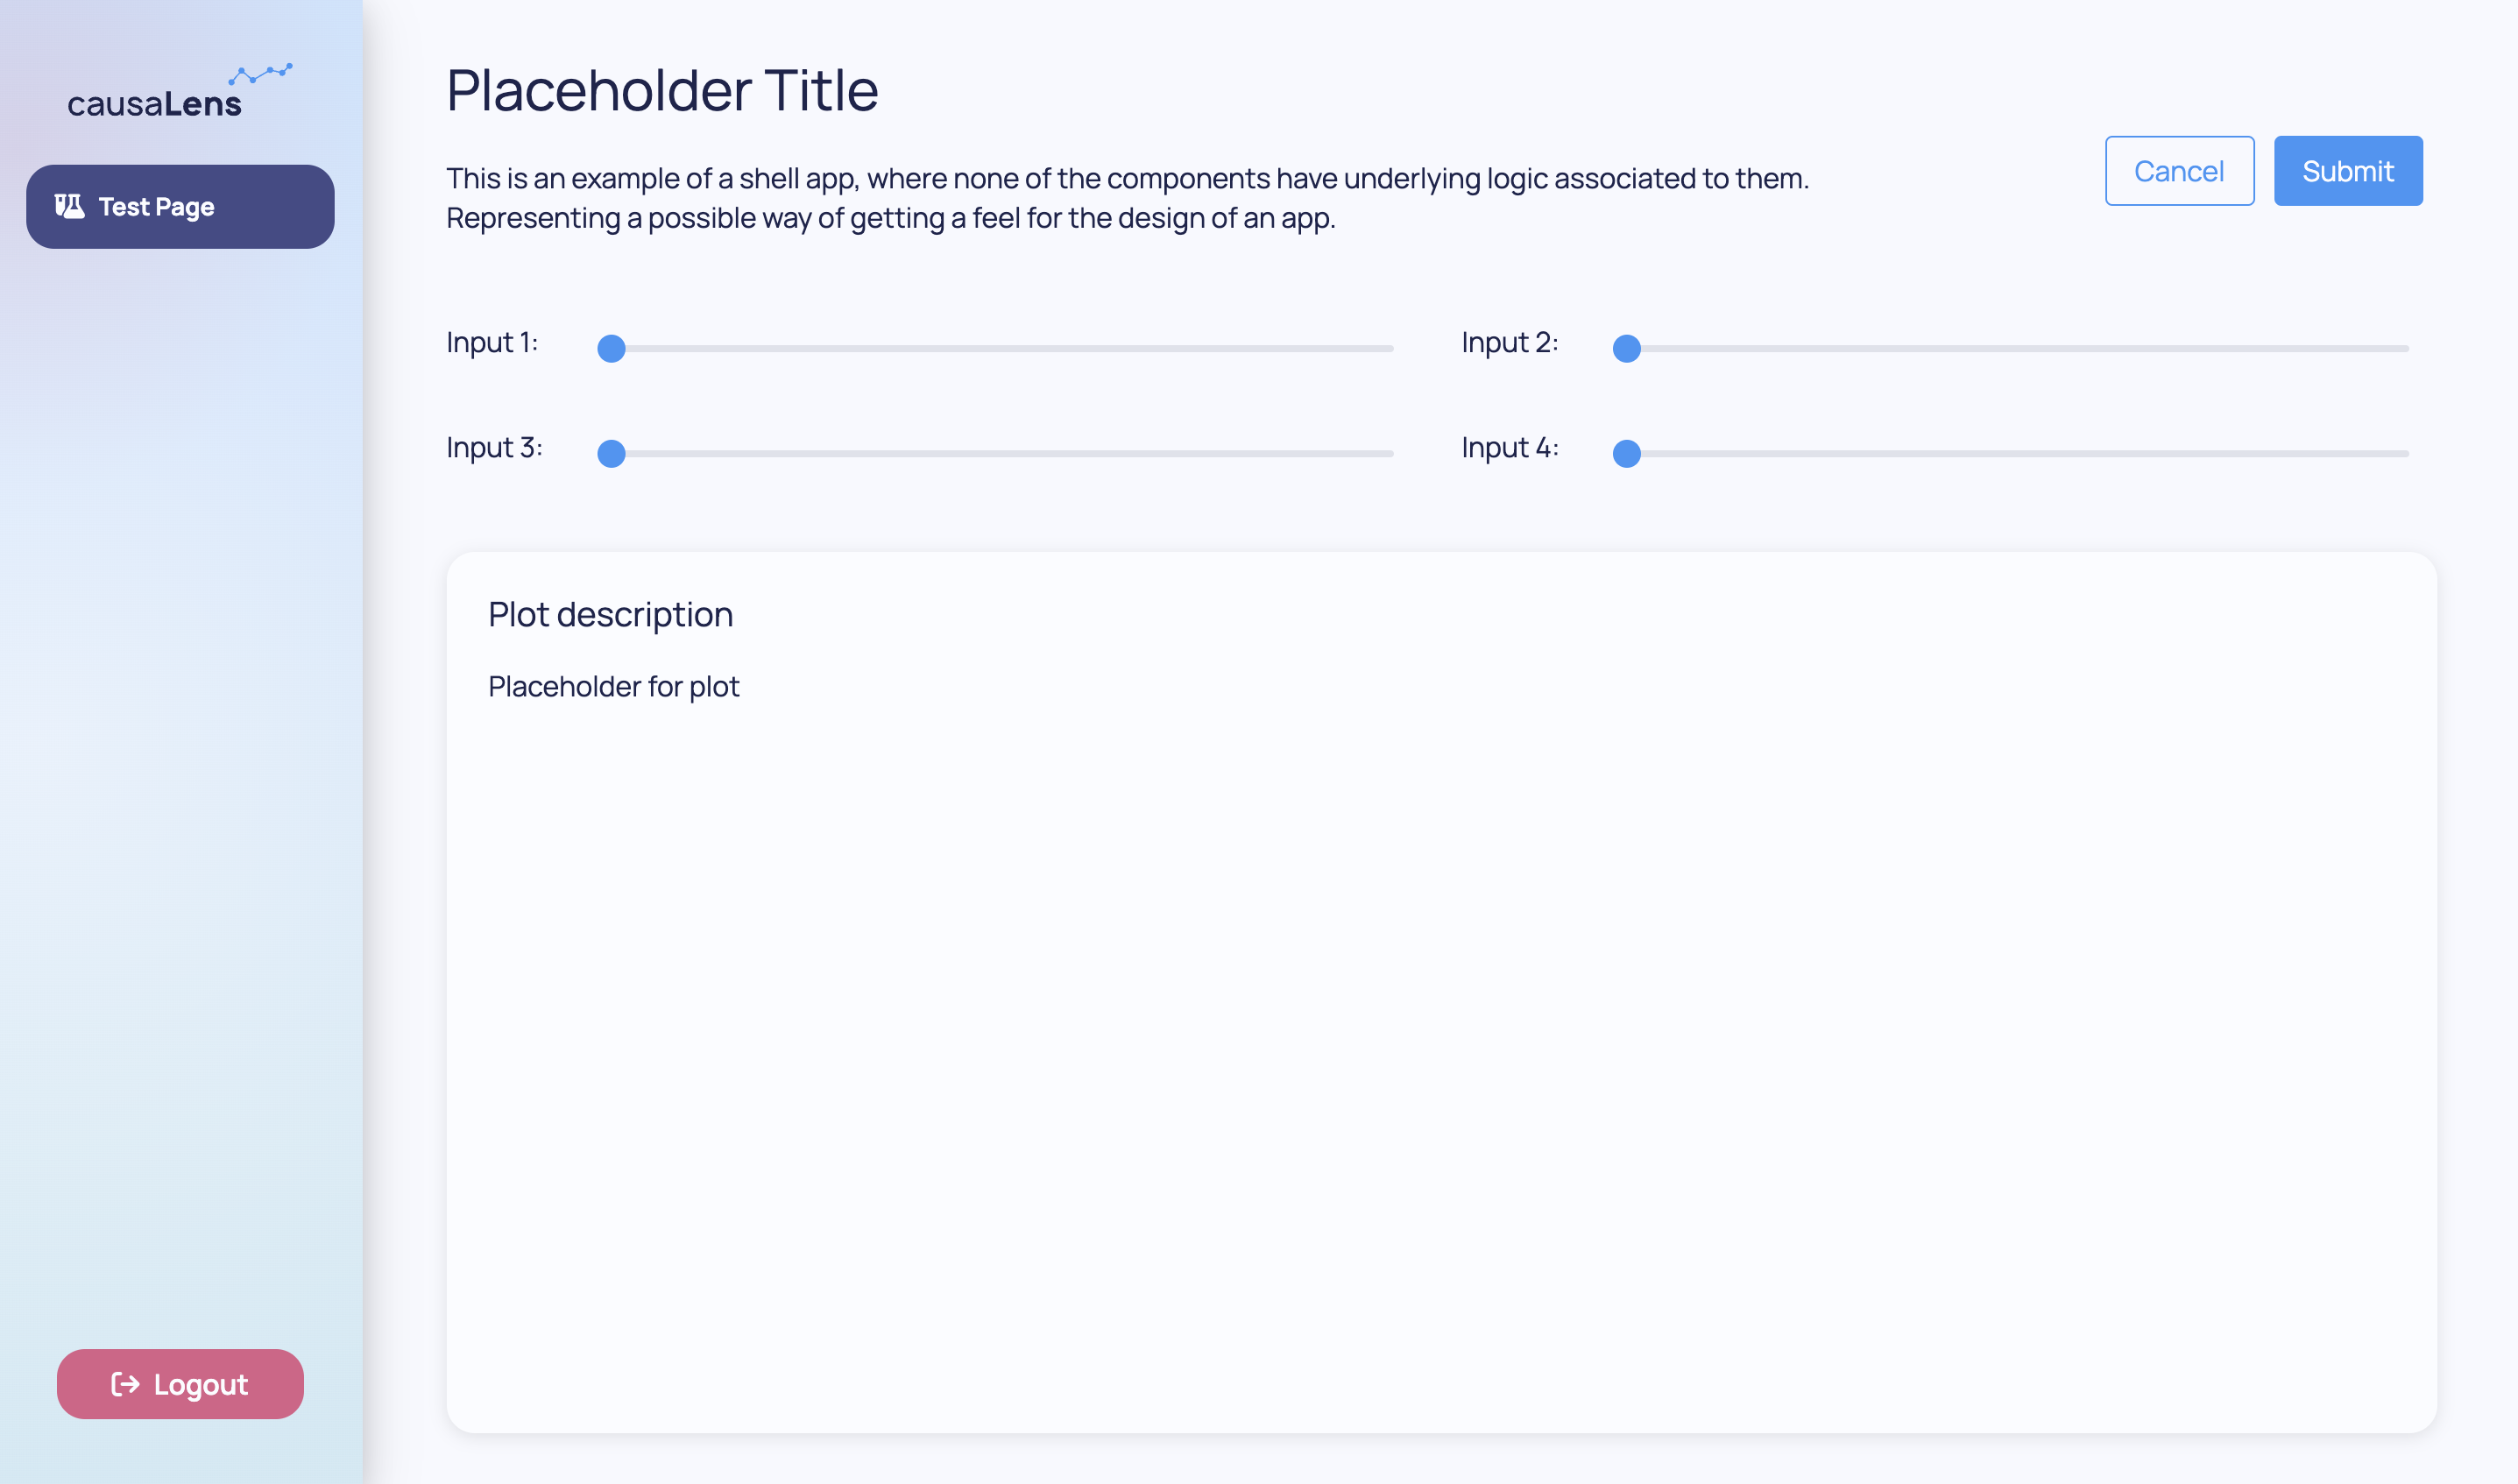 causaLens
Test Page
Logout
Placeholder Title
This is an example of a shell app, where none of the components have underlying logic associated to them.
Representing a possible way of getting a feel for the design of an app.
Cancel
Submit
Input 1:
Input 2:
Input 3:
Input 4:
Plot description
Placeholder for plot